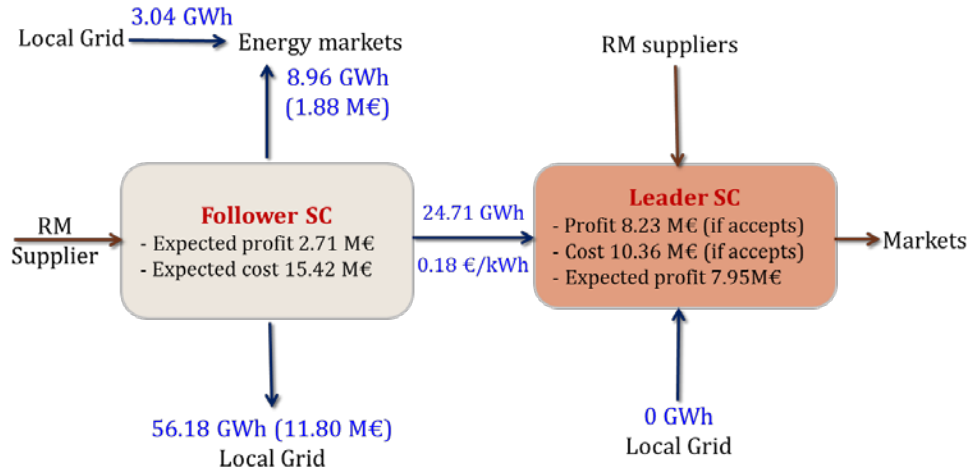 3.04 GWh
Local Grid
Energy markets
8.96 GWh
(1.88 M€)
RM suppliers
RM
Supplier
Follower SC
- Expected profit 2.71 M€
- Expected cost 15.42 M€
24.71 GWh
0.18 €/kWh
Leader SC
- Profit 8.23 M€ (if accepts)
- Cost 10.36 M€ (if accepts)
- Expected profit 7.95M€
Markets
56.18 GWh (11.80 M€)
Local Grid
0 GWh
Local Grid